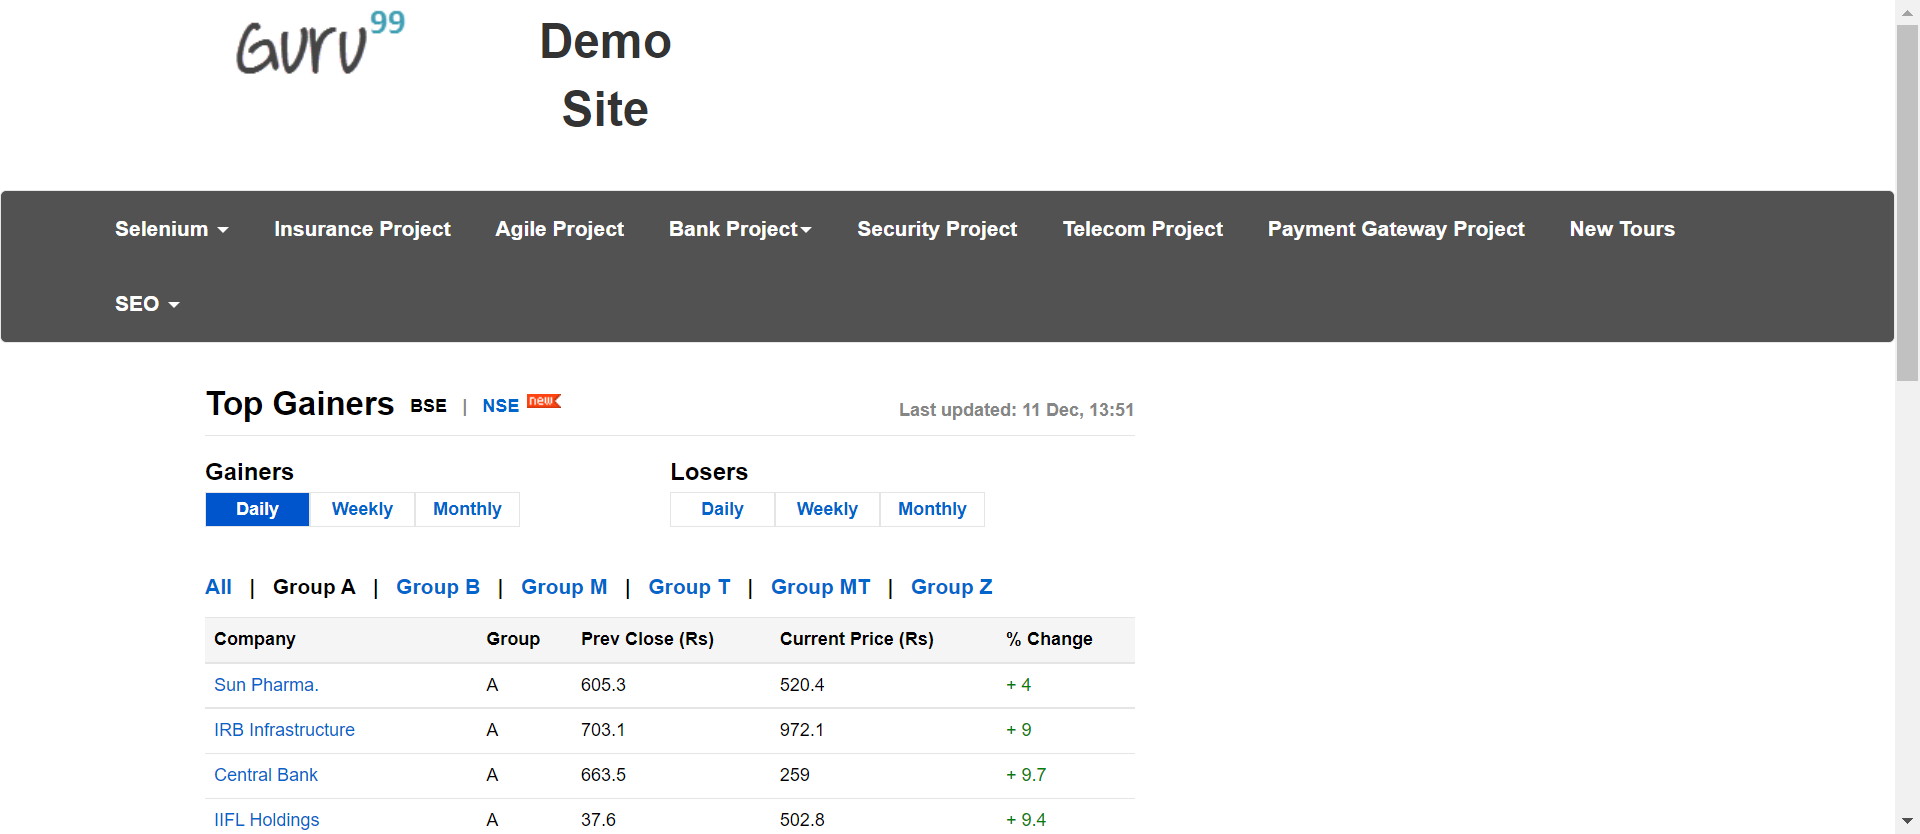 Guru99
Demo
Site
Selenium Insurance Project Agile Project Bank Project Security Project Telecom Project Payment Gateway Project New Tours
SEO
Top Gainers BSE | NSE new Last updated: 11 Dec, 13:51
Gainers Losers
Daily Weekly Monthly Daily Weekly Monthly
All | Group A | Group B | Group M | Group T | Group MT | Group Z
Company Group Prev Close (Rs) Current Price (Rs) % Change
Sun Pharma. A 605.3 520.4 + 4
IRB Infrastructure A 703.1 972.1 + 9
Central Bank A 663.5 259 + 9.7
IIFL Holdings A 37.6 502.8 + 9.4